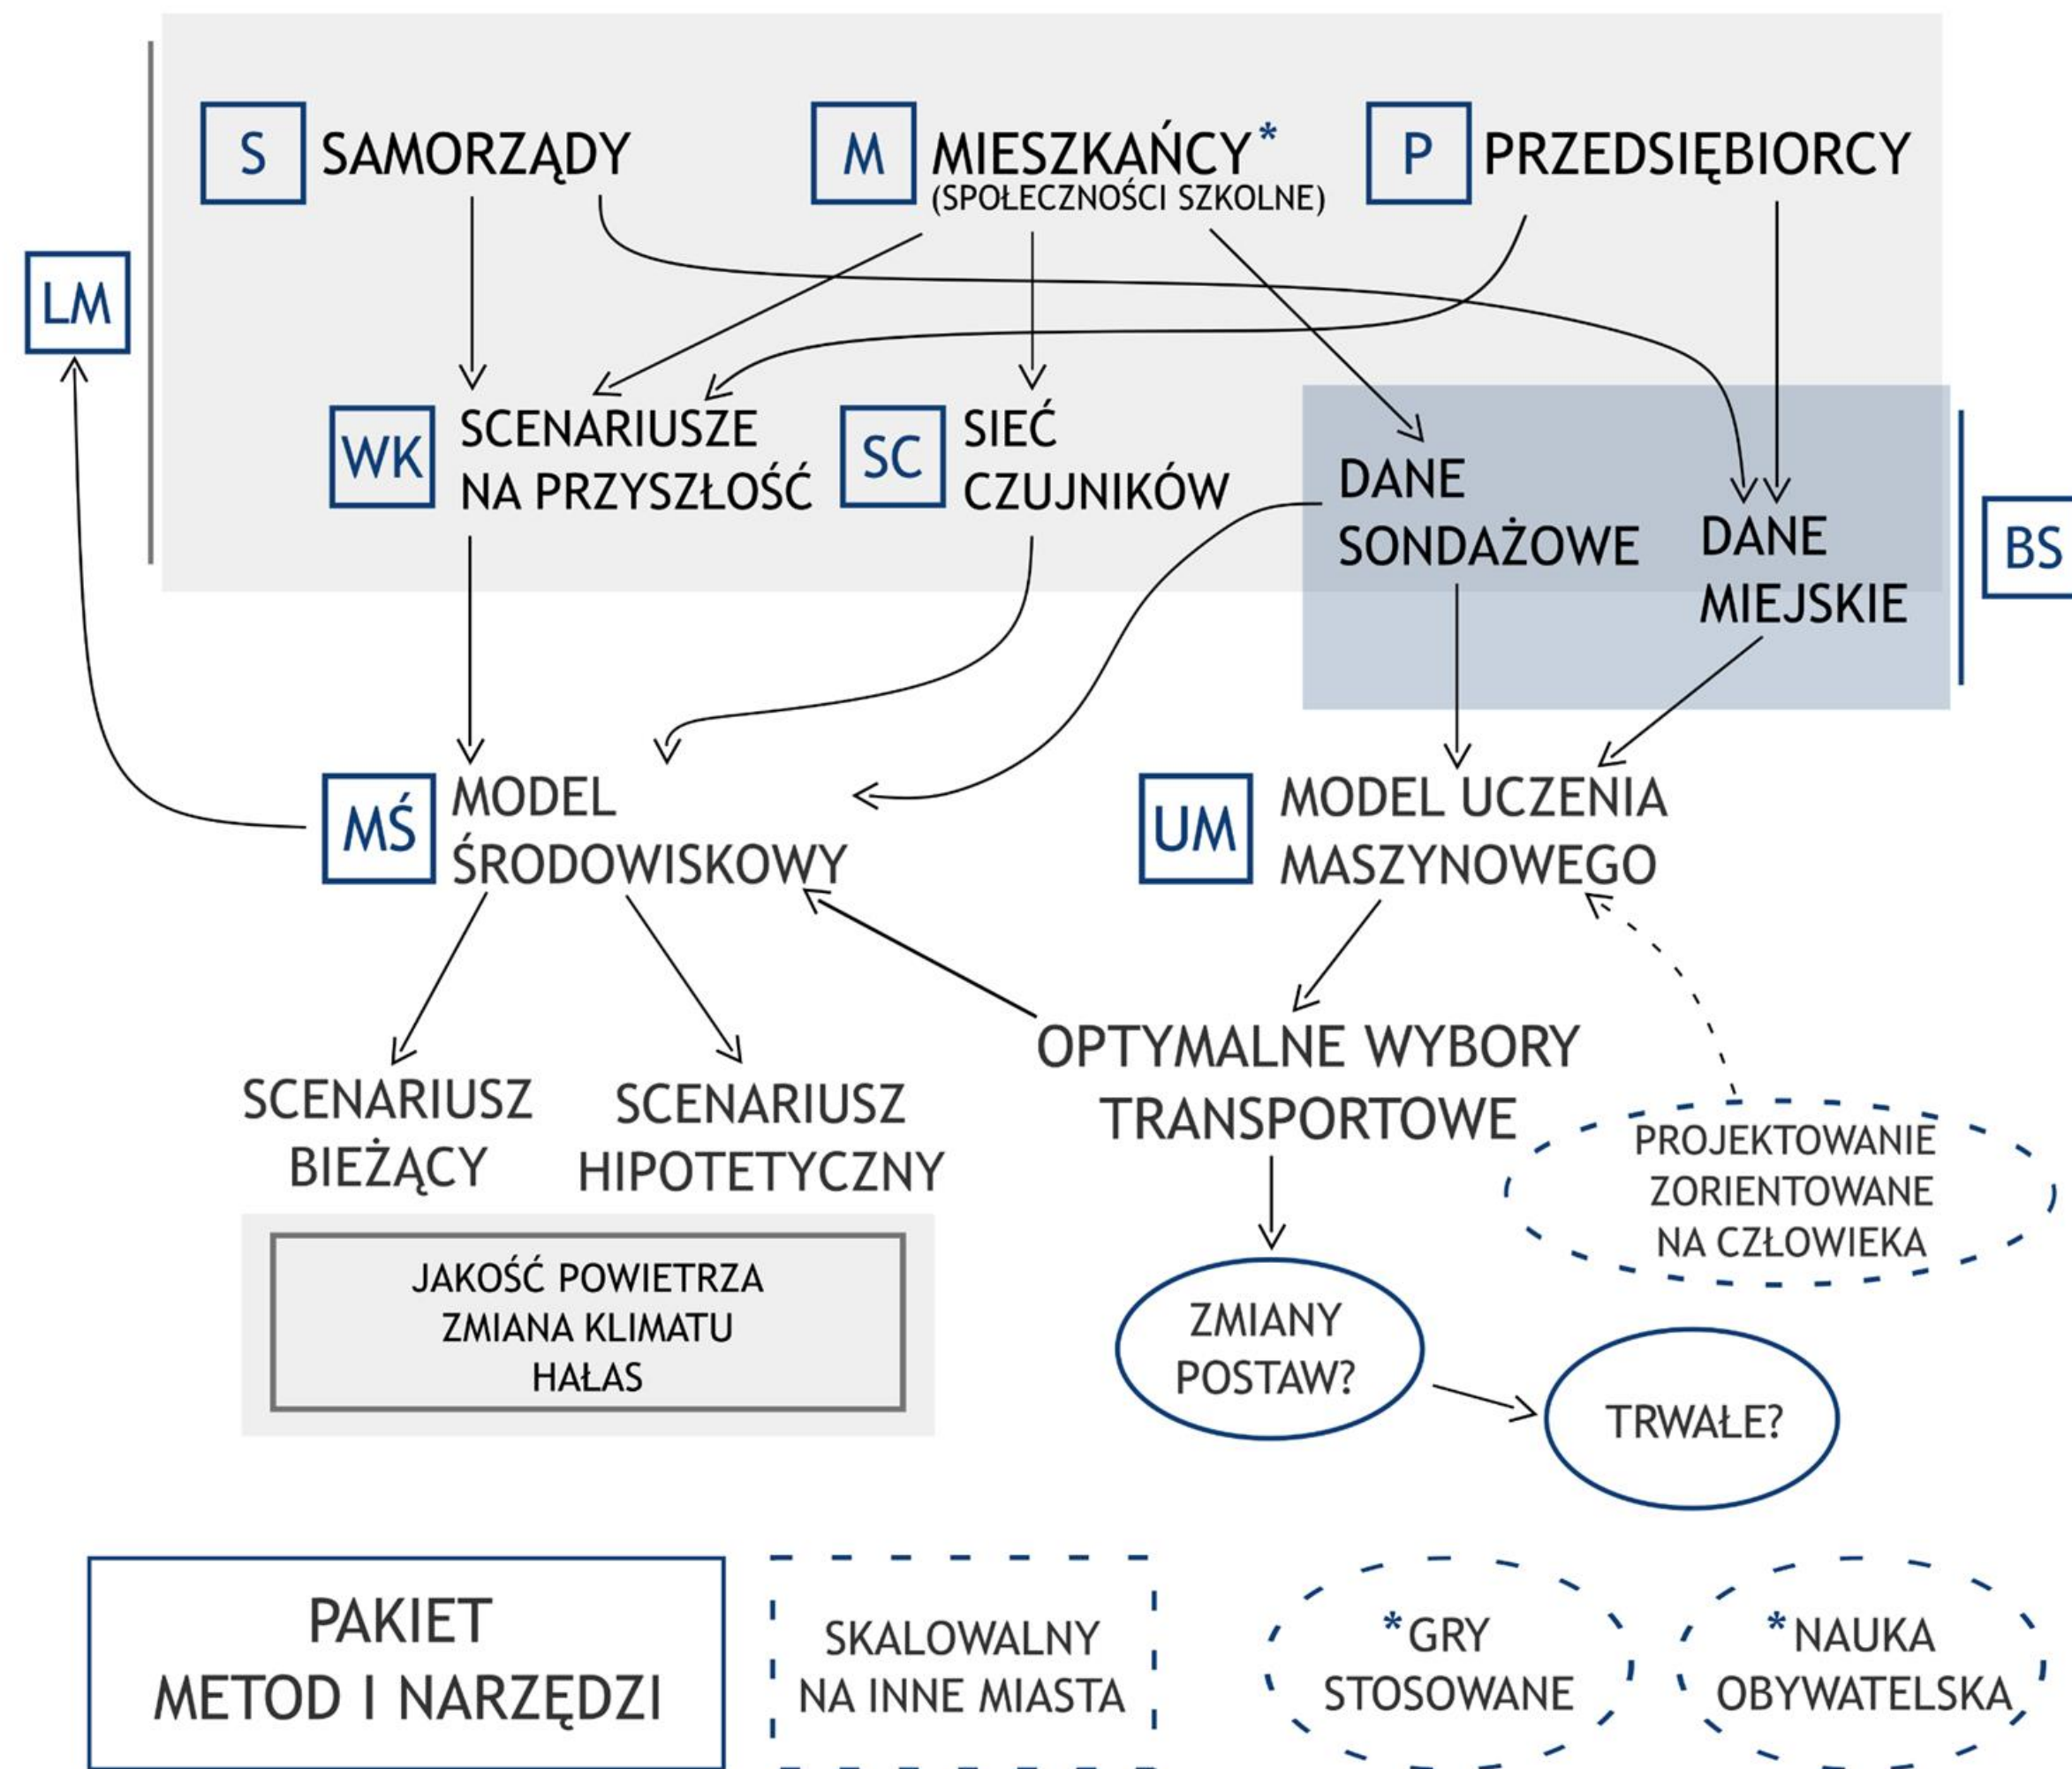 S SAMORZĄDY
M MIESZKAŃCY*
(SPOŁECZNOŚCI SZKOLNE)
P PRZEDSIĘBIORCY
LM
WK SCENARIUSZE
NA PRZYSZŁOŚĆ
SC SIEĆ
CZUJNIKÓW
DANE
SONDAŻOWE
DANE
MIEJSKIE
BS
MŚ MODEL
ŚRODOWISKOWY
UM MODEL UCZENIA
MASZYNOWEGO
SCENARIUSZ
BIEŻĄCY
SCENARIUSZ
HIPOTETYCZNY
OPTYMALNE WYBORY
TRANSPORTOWE
PROJEKTOWANIE
ZORIENTOWANE
NA CZŁOWIEKA
JAKOŚĆ POWIETRZA
ZMIANA KLIMATU
HAŁAS
ZMIANY
POSTAW?
TRWAŁE?
PAKIET
METOD I NARZĘDZI
SKALOWALNY
NA INNE MIASTA
*GRY
STOSOWANE
*NAUKA
OBYWATELSKA